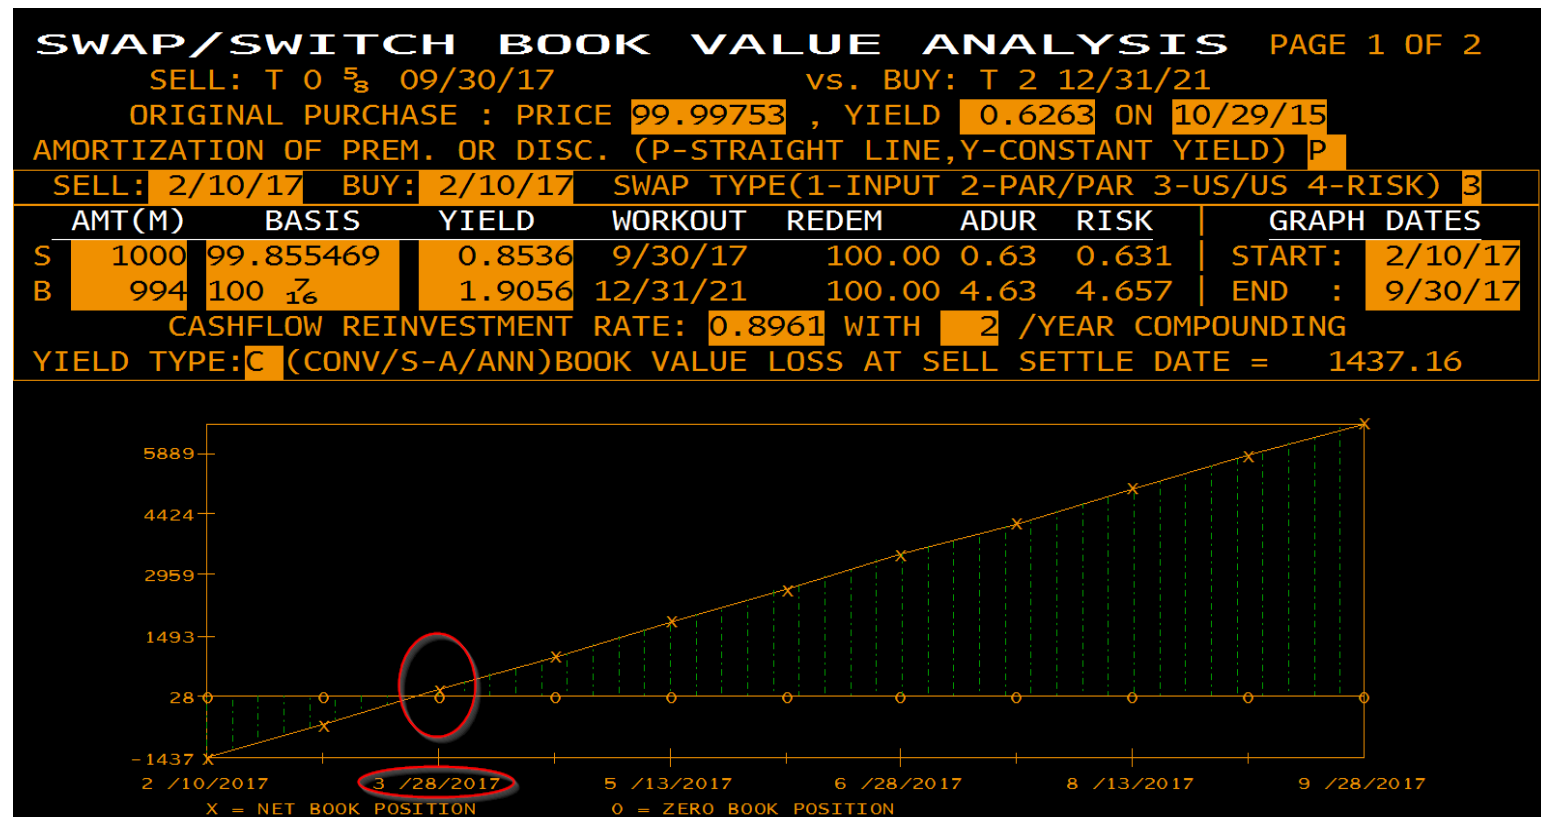 SWAP/SWITCH BOOK VALUE ANALYSIS PAGE 1 OF 2
SELL: T 0 ⅝ 09/30/17 vs. BUY: T 2 12/31/21
ORIGINAL PURCHASE : PRICE 99.99753 , YIELD 0.6263 ON 10/29/15
AMORTIZATION OF PREM. OR DISC. (P-STRAIGHT LINE,Y-CONSTANT YIELD) P
SELL: 2/10/17 BUY: 2/10/17 SWAP TYPE(1-INPUT 2-PAR/PAR 3-US/US 4-RISK) 3
AMT(M) BASIS YIELD WORKOUT REDEM ADUR RISK | GRAPH DATES
S 1000 99.855469 0.8536 9/30/17 100.00 0.63 0.631 | START: 2/10/17
B 994 100 7/16 1.9056 12/31/21 100.00 4.63 4.657 | END : 9/30/17
CASHFLOW REINVESTMENT RATE: 0.8961 WITH 2 /YEAR COMPOUNDING
YIELD TYPE:C (CONV/S-A/ANN)BOOK VALUE LOSS AT SELL SETTLE DATE = 1437.16
5889
4424
2959
1493
28
-1437
2 /10/2017 3 /28/2017 5 /13/2017 6 /28/2017 8 /13/2017 9 /28/2017
X = NET BOOK POSITION O = ZERO BOOK POSITION